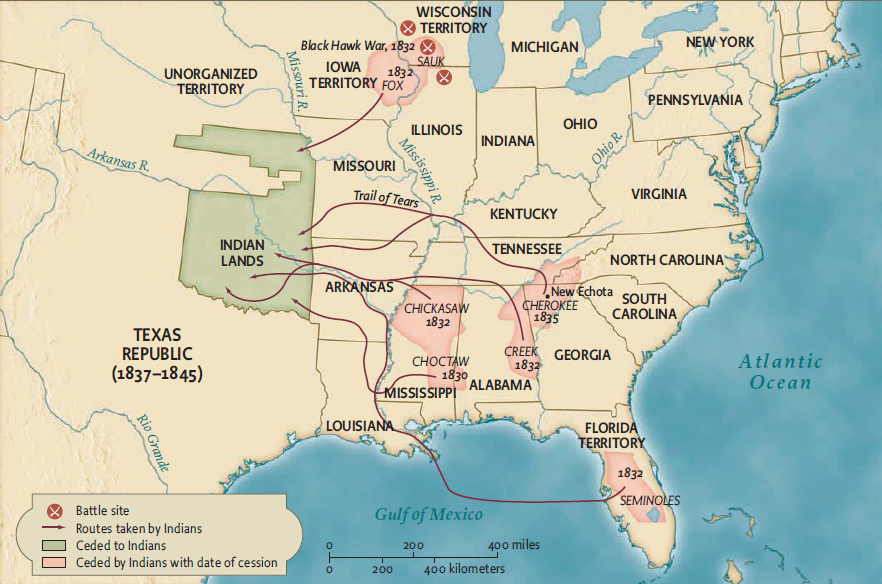 WISCONSIN
TERRITORY
Black Hawk War, 1832
SAUK
1832
FOX
IOWA
TERRITORY
MICHIGAN
NEW YORK
UNORGANIZED
TERRITORY
Missouri R.
PENNSYLVANIA
OHIO
ILLINOIS
INDIANA
Ohio R.
Arkansas R.
MISSOURI
Mississippi R.
VIRGINIA
Trail of Tears
KENTUCKY
INDIAN
LANDS
TENNESSEE
NORTH CAROLINA
ARKANSAS
New Echota
CHEROKEE
1835
SOUTH
CAROLINA
CHICKASAW
1832
TEXAS
REPUBLIC
(1837–1845)
CREEK
1832
GEORGIA
CHOCTAW
1830
ALABAMA
MISSISSIPPI
Atlantic
Ocean
Rio Grande
LOUISIANA
FLORIDA
TERRITORY
1832
SEMINOLES
Gulf of Mexico
Battle site
Routes taken by Indians
Ceded to Indians
Ceded by Indians with date of cession
0 200 400 miles
0 200 400 kilometers